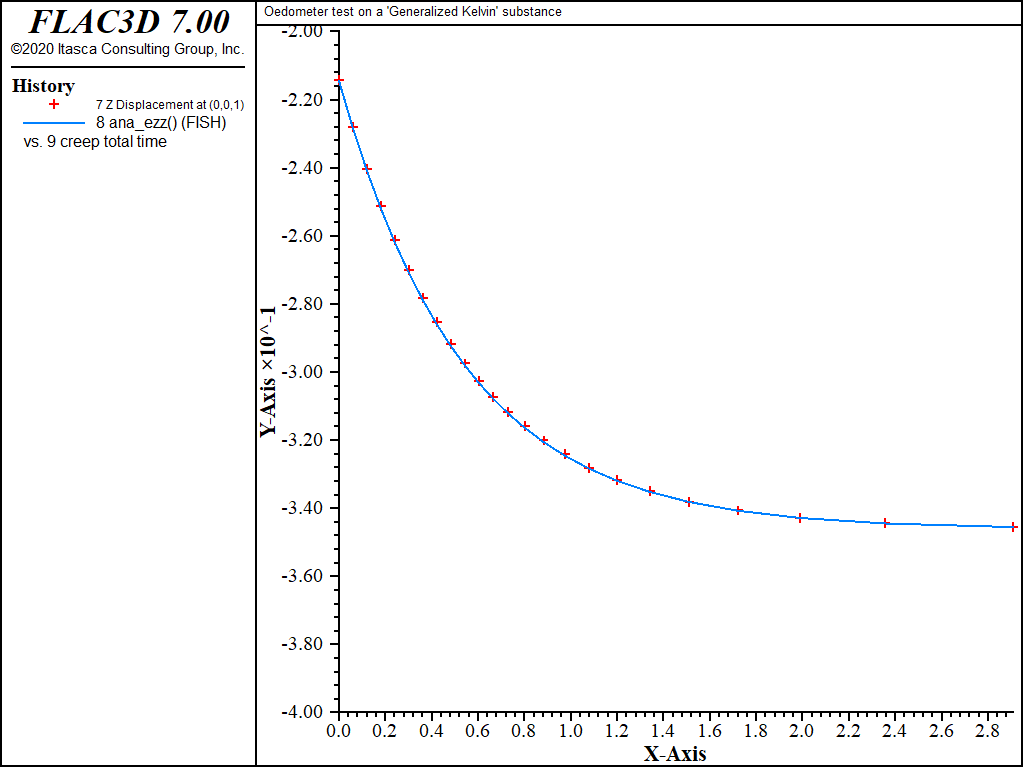 FLAC3D 7.00
©2020 Itasca Consulting Group, Inc.
History
7 Z Displacement at (0,0,1)
8 ana_ezz() (FISH)
vs. 9 creep total time
Oedometer test on a 'Generalized Kelvin' substance
-2.00
-2.20
-2.40
-2.60
-2.80
-3.00
-3.20
-3.40
-3.60
-3.80
-4.00
Y-Axis ×10^-1
0.0 0.2 0.4 0.6 0.8 1.0 1.2 1.4 1.6 1.8 2.0 2.2 2.4 2.6 2.8
X-Axis